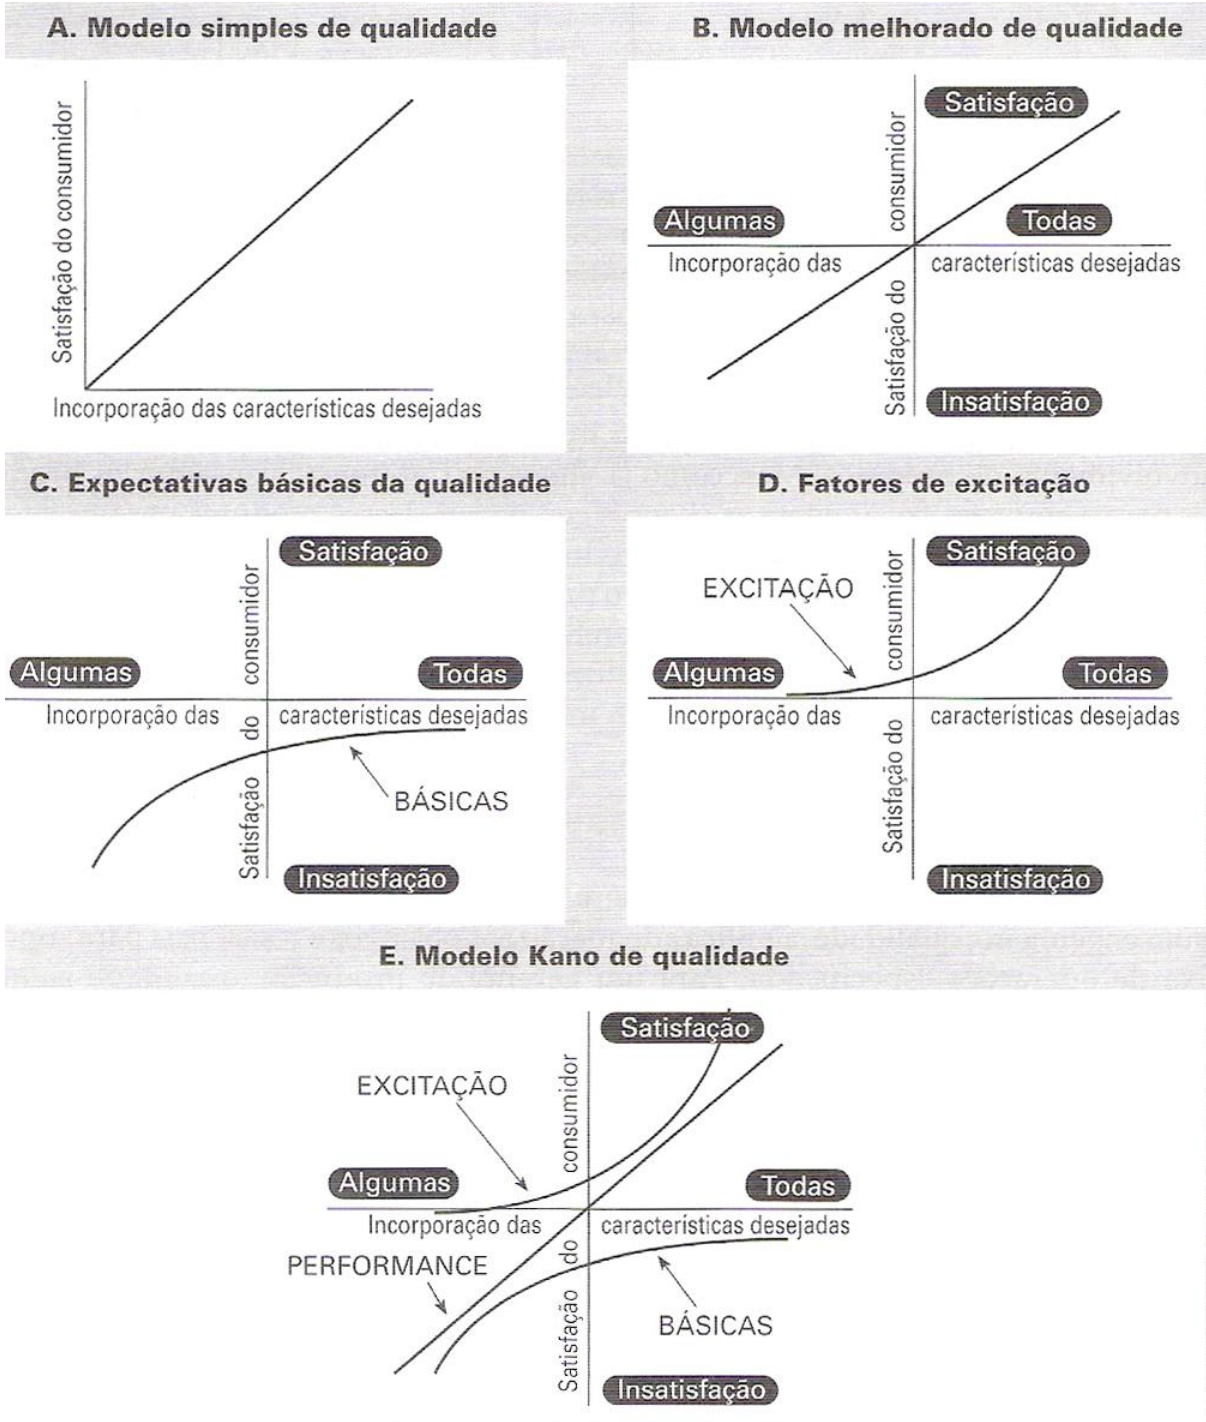 A. Modelo simples de qualidade
Satisfação do consumidor
Incorporação das características desejadas
B. Modelo melhorado de qualidade
Satisfação
Satisfação do consumidor
Algumas
Todas
Incorporação das características desejadas
Insatisfação
C. Expectativas básicas da qualidade
Satisfação
Satisfação do consumidor
Algumas
Todas
Incorporação das características desejadas
BÁSICAS
Insatisfação
D. Fatores de excitação
Satisfação
EXCITAÇÃO
Satisfação do consumidor
Algumas
Todas
Incorporação das características desejadas
Insatisfação
E. Modelo Kano de qualidade
Satisfação
EXCITAÇÃO
Satisfação do consumidor
Algumas
Todas
Incorporação das características desejadas
PERFORMANCE
BÁSICAS
Insatisfação